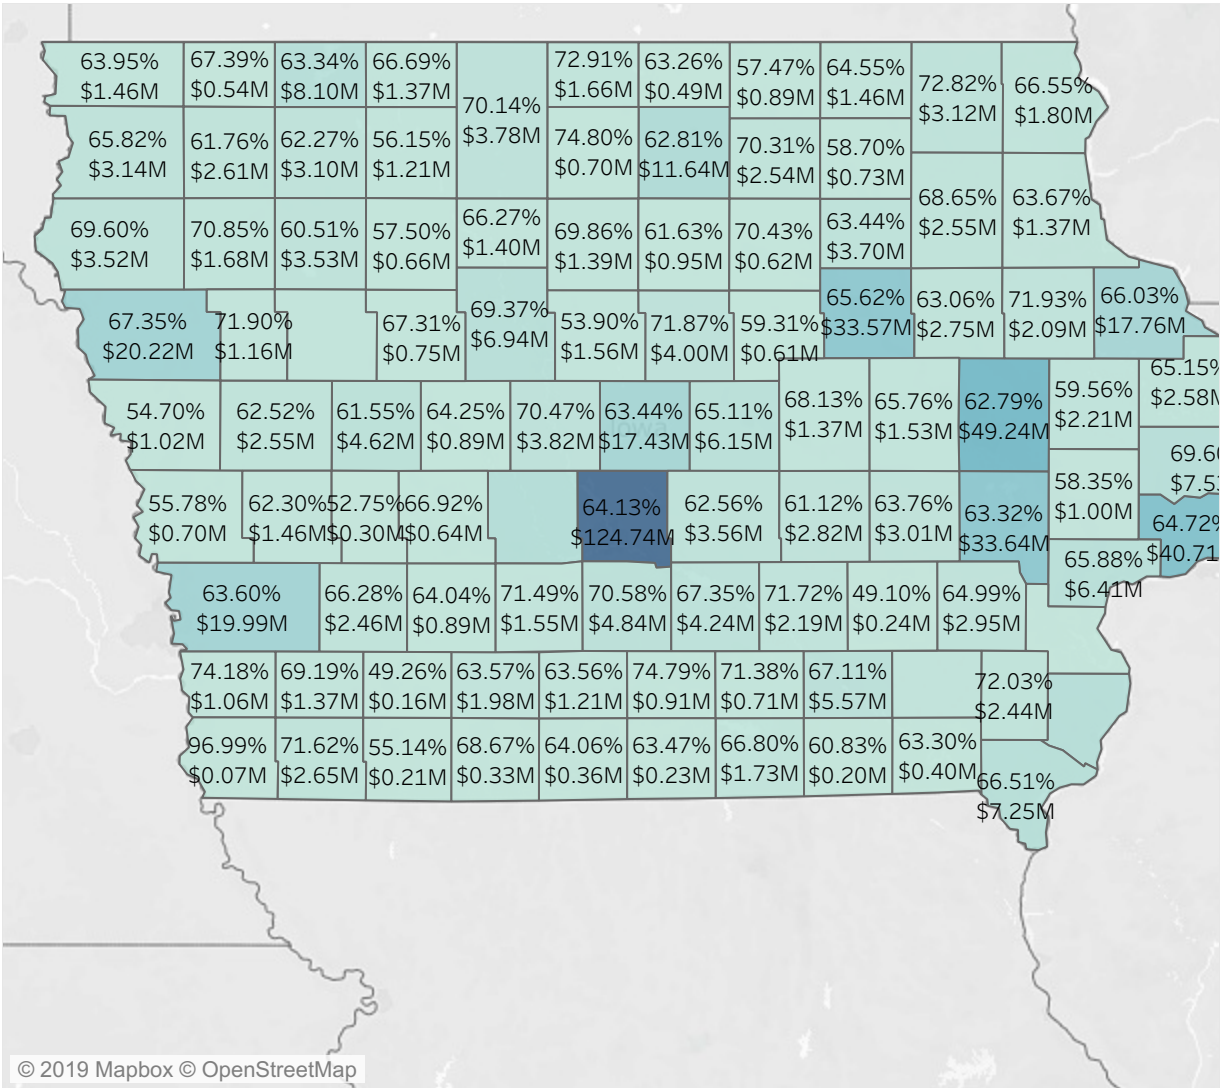 63.95%
$1.46M
67.39%
$0.54M
63.34%
$8.10M
66.69%
$1.37M
70.14%
$3.78M
72.91%
$1.66M
63.26%
$0.49M
57.47%
$0.89M
64.55%
$1.46M
72.82%
$3.12M
66.55%
$1.80M
65.82%
$3.14M
61.76%
$2.61M
62.27%
$3.10M
56.15%
$1.21M
74.80%
$0.70M
62.81%
$11.64M
70.31%
$2.54M
58.70%
$0.73M
68.65%
$2.55M
63.67%
$1.37M
69.60%
$3.52M
70.85%
$1.68M
60.51%
$3.53M
57.50%
$0.66M
66.27%
$1.40M
69.86%
$1.39M
61.63%
$0.95M
70.43%
$0.62M
63.44%
$3.70M
67.35%
$20.22M
71.90%
$1.16M
67.31%
$0.75M
69.37%
$6.94M
53.90%
$1.56M
71.87%
$4.00M
59.31%
$0.61M
65.62%
$33.57M
63.06%
$2.75M
71.93%
$2.09M
66.03%
$17.76M
54.70%
$1.02M
62.52%
$2.55M
61.55%
$4.62M
64.25%
$0.89M
70.47%
$3.82M
63.44%
Iowa
$17.43M
65.11%
$6.15M
68.13%
$1.37M
65.76%
$1.53M
62.79%
$49.24M
59.56%
$2.21M
65.15%
$2.58M
55.78%
$0.70M
62.30%
$1.46M
52.75%
$0.30M
66.92%
$0.64M
64.13%
$124.74M
62.56%
$3.56M
61.12%
$2.82M
63.76%
$3.01M
63.32%
$33.64M
58.35%
$1.00M
69.6
$7.5
64.72%
$40.71
65.88%
$6.41M
63.60%
$19.99M
66.28%
$2.46M
64.04%
$0.89M
71.49%
$1.55M
70.58%
$4.84M
67.35%
$4.24M
71.72%
$2.19M
49.10%
$0.24M
64.99%
$2.95M
74.18%
$1.06M
69.19%
$1.37M
49.26%
$0.16M
63.57%
$1.98M
63.56%
$1.21M
74.79%
$0.91M
71.38%
$0.71M
67.11%
$5.57M
72.03%
$2.44M
96.99%
$0.07M
71.62%
$2.65M
55.14%
$0.21M
68.67%
$0.33M
64.06%
$0.36M
63.47%
$0.23M
66.80%
$1.73M
60.83%
$0.20M
63.30%
$0.40M
66.51%
$7.25M
© 2019 Mapbox © OpenStreetMap